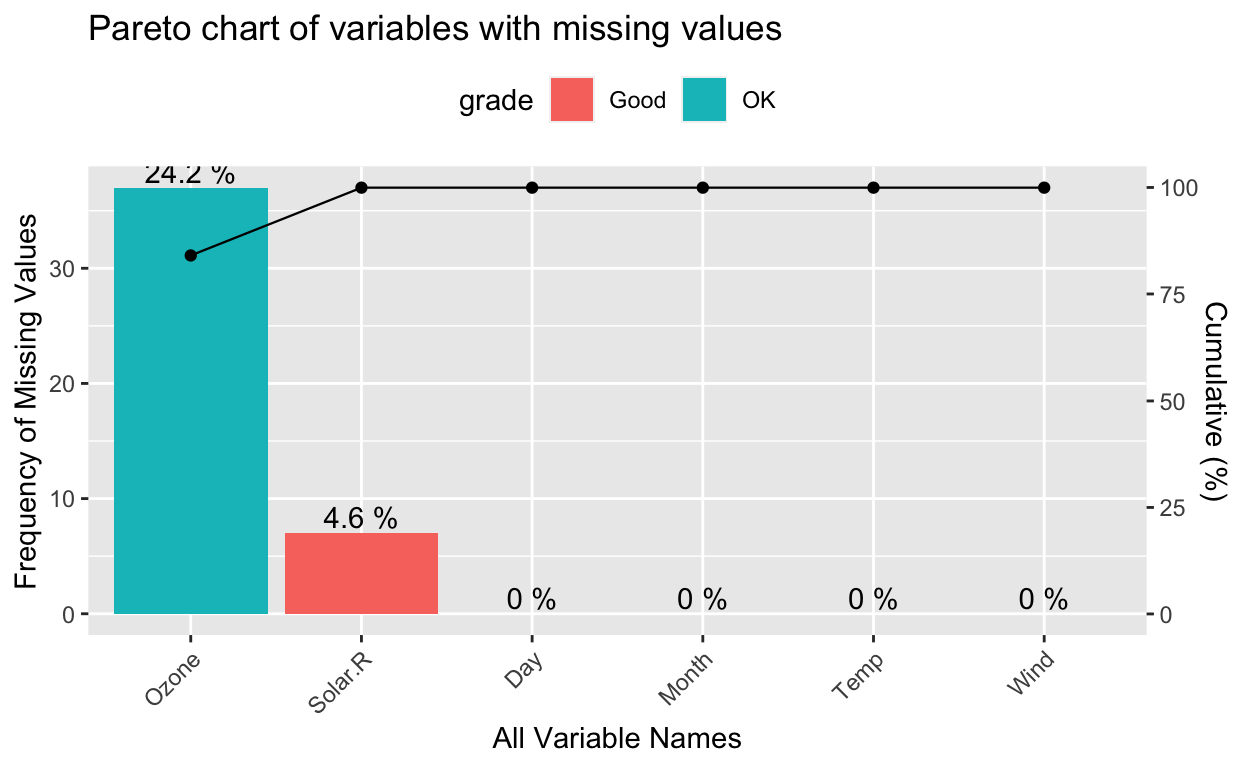 Pareto chart of variables with missing values
grade Good OK
24.2 %
4.6 %
0 %
0 %
0 %
0 %
Frequency of Missing Values
30
20
10
0
100
75
50
25
0
Cumulative (%)
Ozone
Solar.R
Day
Month
Temp
Wind
All Variable Names